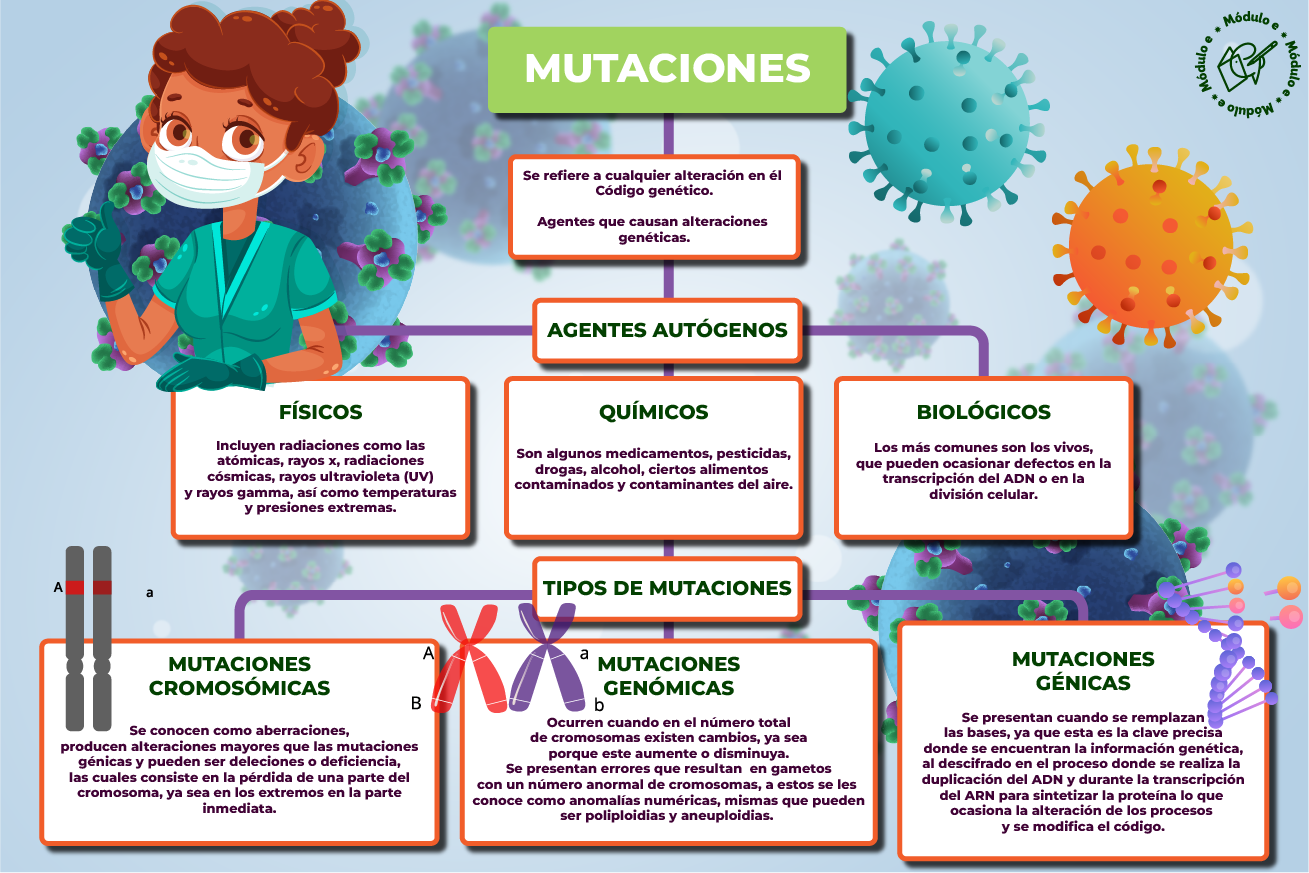 MUTACIONES
Módulo e * Módulo e * Módulo e * Módulo e *
Se refiere a cualquier alteración en él
Código genético.
Agentes que causan alteraciones
genéticas.
AGENTES AUTÓGENOS
FÍSICOS
Incluyen radiaciones como las
atómicas, rayos x, radiaciones
cósmicas, rayos ultravioleta (UV)
y rayos gamma, así como temperaturas
y presiones extremas.
QUÍMICOS
Son algunos medicamentos, pesticidas,
drogas, alcohol, ciertos alimentos
contaminados y contaminantes del aire.
BIOLÓGICOS
Los más comunes son los vivos,
que pueden ocasionar defectos en la
transcripción del ADN o en la
división celular.
TIPOS DE MUTACIONES
A
a
MUTACIONES
CROMOSÓMICAS
Se conocen como aberraciones,
producen alteraciones mayores que las mutaciones
génicas y pueden ser deleciones o deficiencia,
las cuales consiste en la pérdida de una parte del
cromosoma, ya sea en los extremos en la parte
inmediata.
A
a
B
b
MUTACIONES
GENÓMICAS
Ocurren cuando en el número total
de cromosomas existen cambios, ya sea
porque este aumente o disminuya.
Se presentan errores que resultan en gametos
con un número anormal de cromosomas, a estos se les
conoce como anomalías numéricas, mismas que pueden
ser poliploidias y aneuploidias.
MUTACIONES
GÉNICAS
Se presentan cuando se remplazan
las bases, ya que esta es la clave precisa
donde se encuentran la información genética,
al descifrado en el proceso donde se realiza la
duplicación del ADN y durante la transcripción
del ARN para sintetizar la proteína lo que
ocasiona la alteración de los procesos
y se modifica el código.